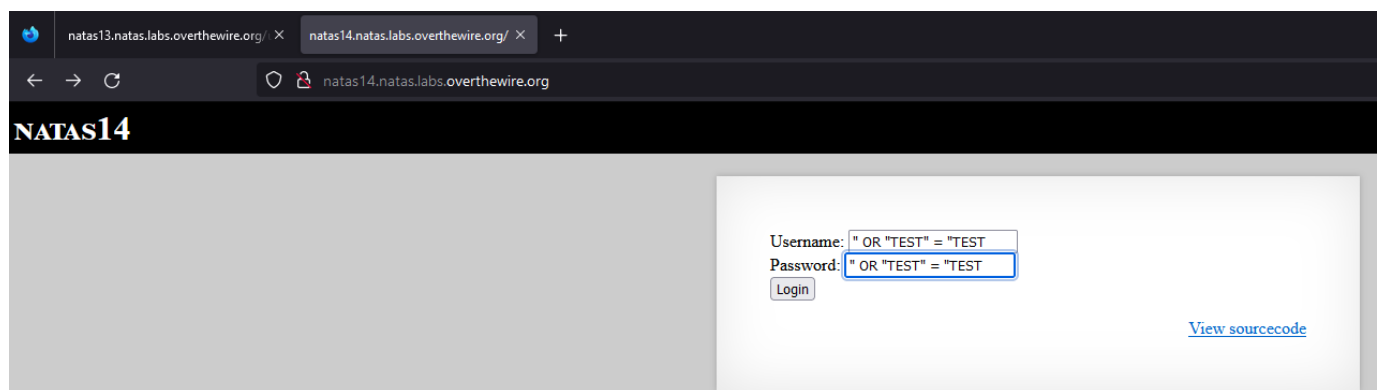 natas13.natas.labs.overthewire.org/ natas14.natas.labs.overthewire.org/
natas14.natas.labs.overthewire.org
NATAS14
Username: " OR "TEST" = "TEST
Password: " OR "TEST" = "TEST
Login
View sourcecode